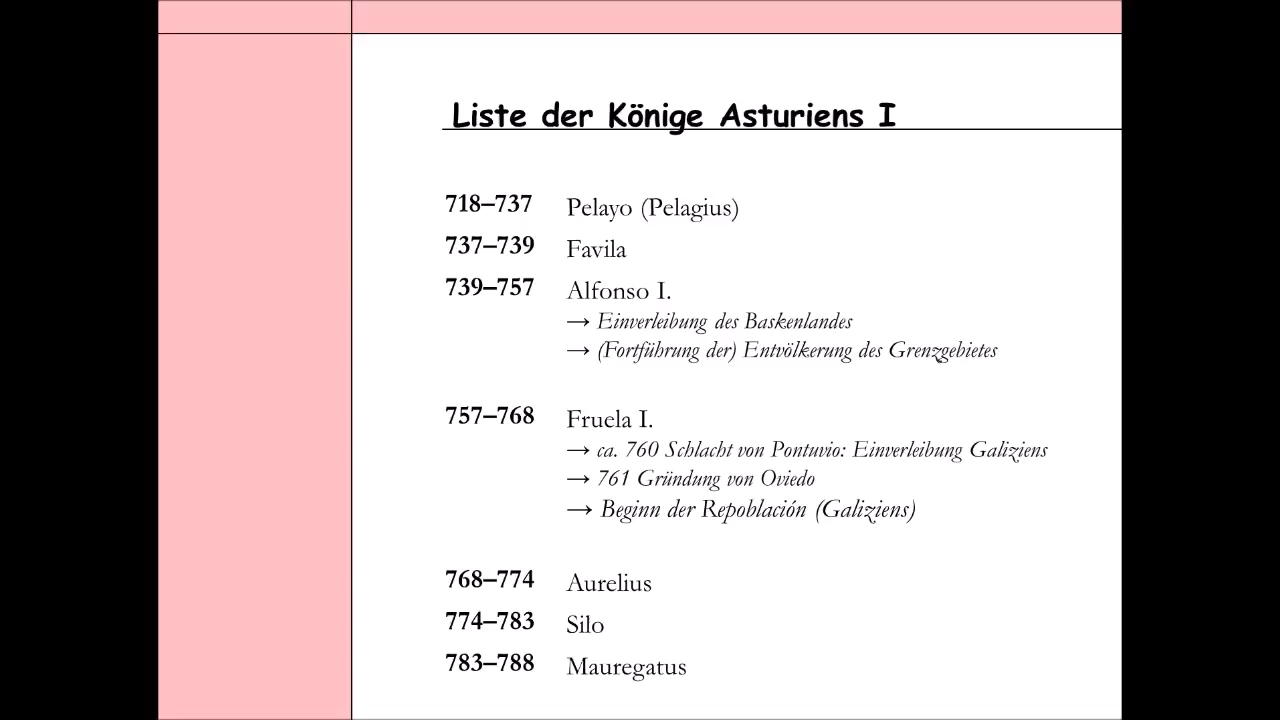 Liste der Könige Asturiens I
718–737 Pelayo (Pelagius)
737–739 Favila
739–757 Alfonso I.
→ Einverleibung des Baskenlandes
→ (Fortführung der) Entvölkerung des Grenzgebietes
757–768 Fruela I.
→ ca. 760 Schlacht von Pontuvio: Einverleibung Galiziens
→ 761 Gründung von Oviedo
→ Beginn der Repoblación (Galiziens)
768–774 Aurelius
774–783 Silo
783–788 Mauregatus